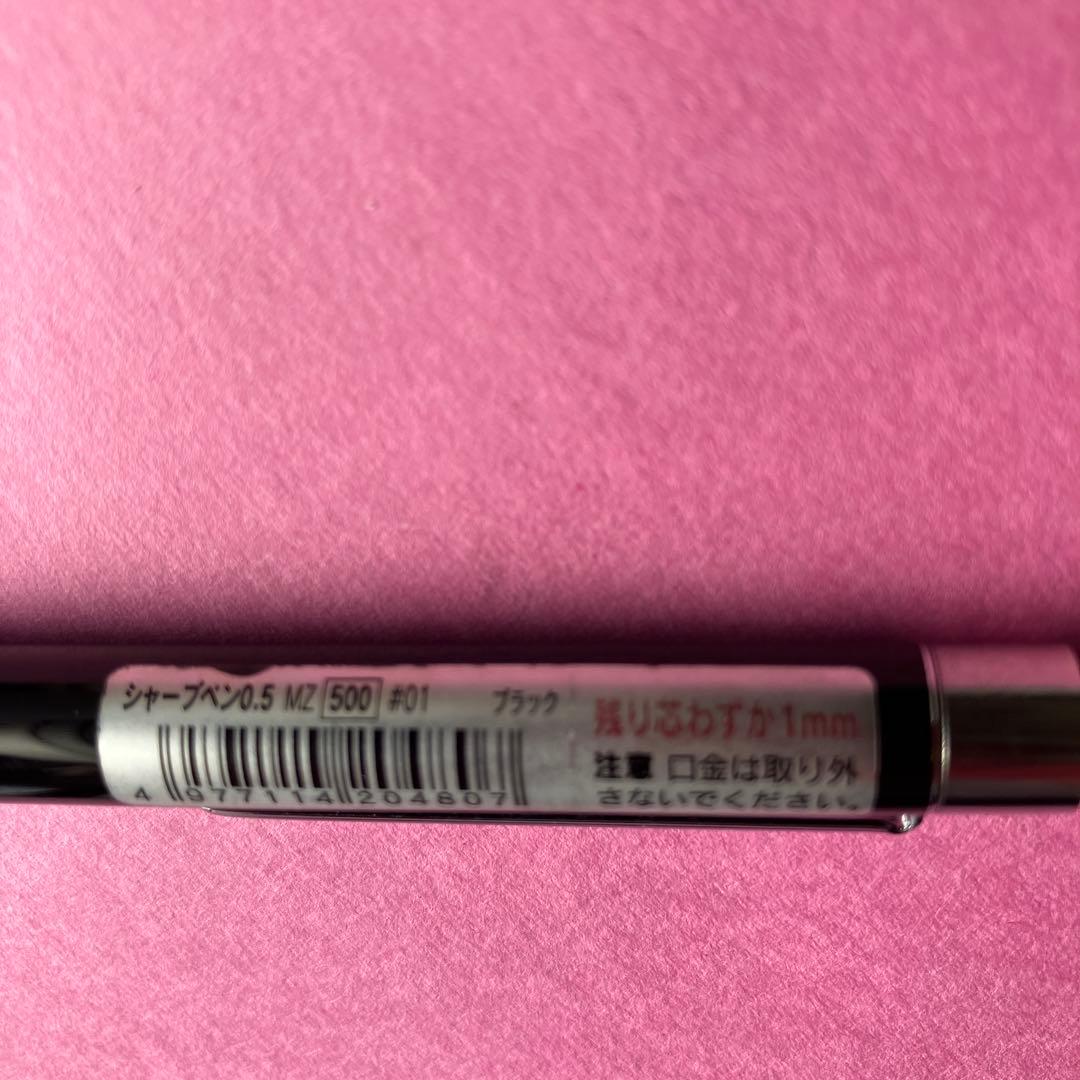 シャープペン0.5 MZ 500 #01 ブラック
4 977114 204807
残り芯わずか1mm
注意 口金は取り外
さないでください。